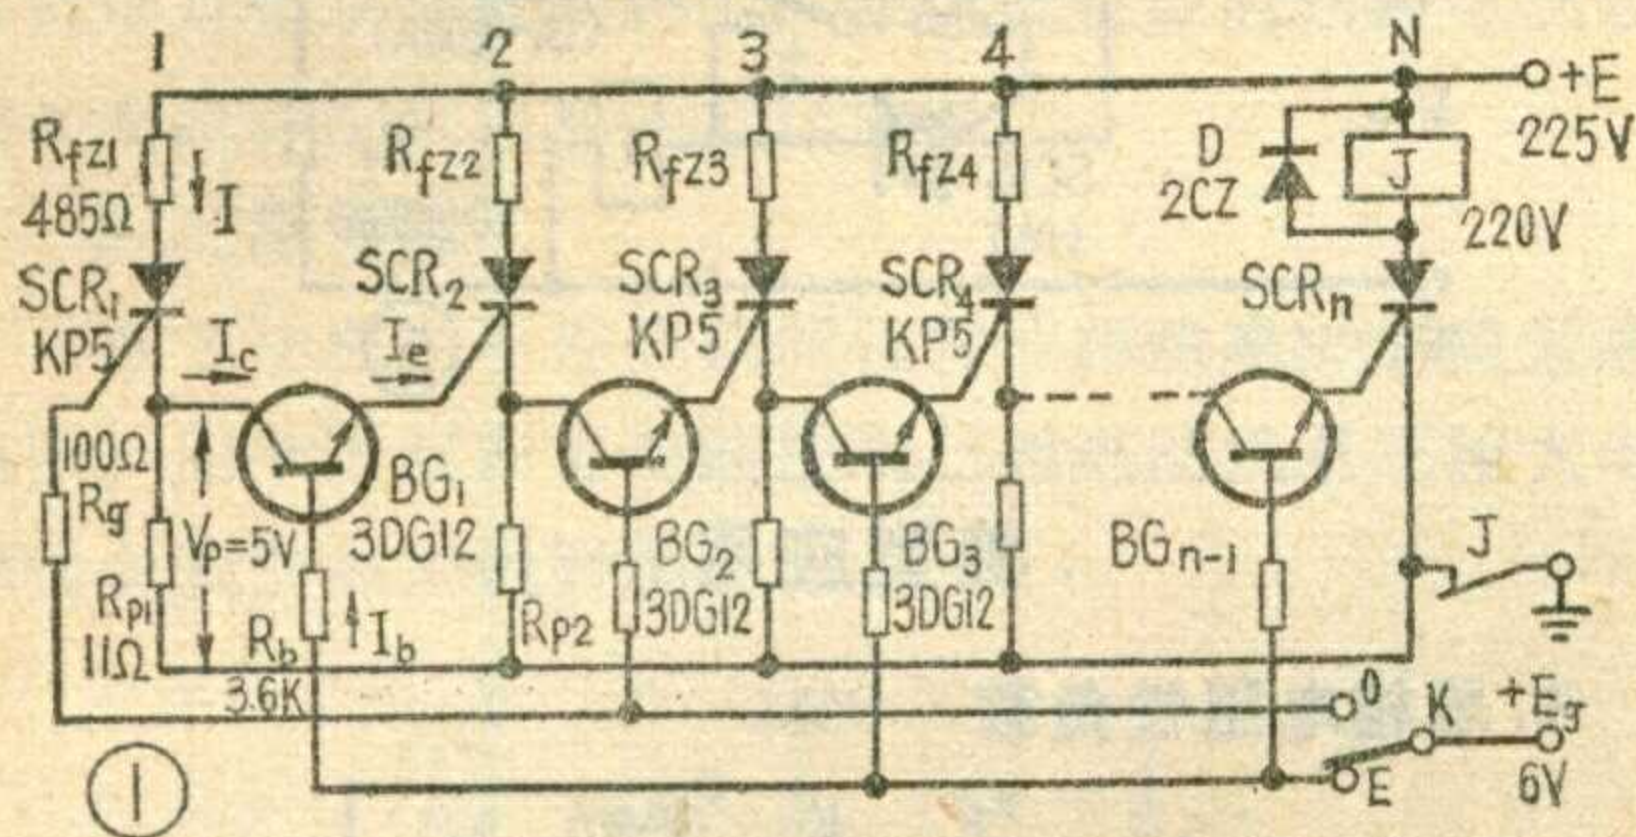 1 2 3 4 N
+E
225V
Rfz1
485Ω
I
Rfz2
Rfz3
Rfz4
D
2CZ
J
220V
SCR1
KP5
SCR2
SCR3
KP5
SCR4
KP5
SCRn
Ic
Ie
100Ω
Rg
Vp=5V
BG1
3DG12
BG2
3DG12
BG3
3DG12
BGn-1
J
Rp1
11Ω
Rb
3.6K
Ib
Rp2
0
K
+Eg
6V
E
1